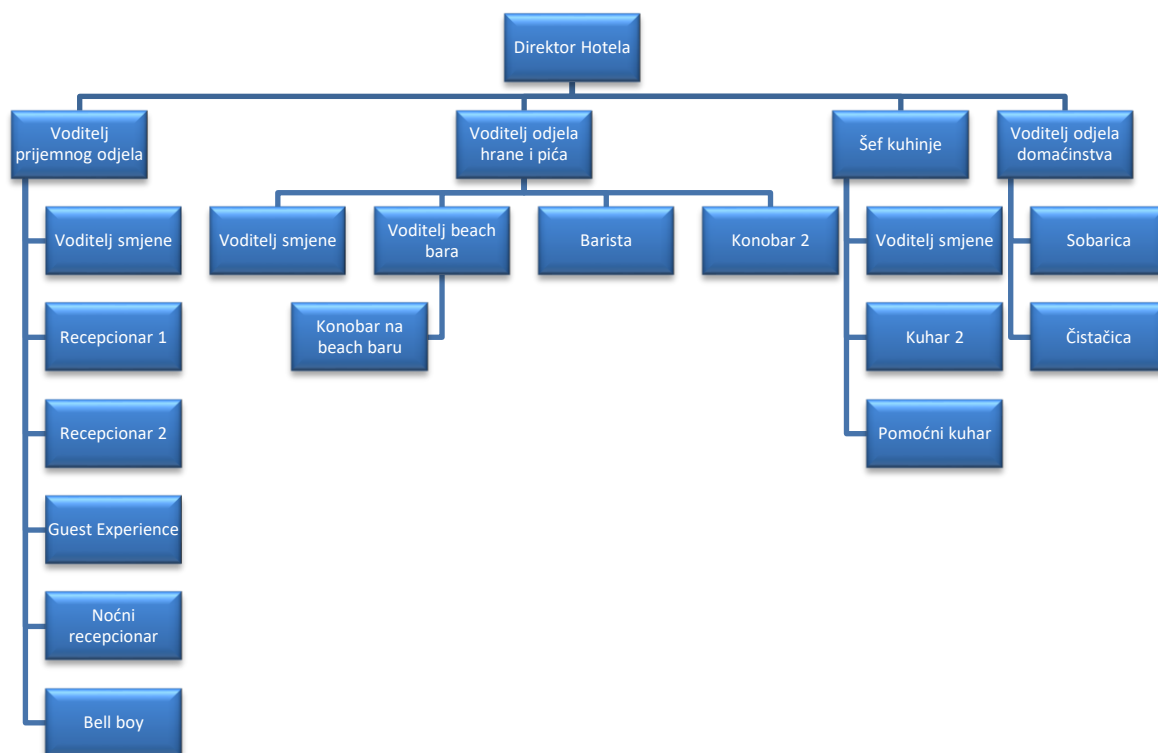 Direktor Hotela
Voditelj
prijemnog odjela
Voditelj odjela
hrane i pića
Šef kuhinje
Voditelj odjela
domaćinstva
Voditelj smjene
Voditelj smjene
Voditelj beach
bara
Barista
Konobar 2
Voditelj smjene
Sobarica
Recepcionar 1
Konobar na
beach baru
Kuhar 2
Čistačica
Recepcionar 2
Pomoćni kuhar
Guest Experience
Noćni
recepcionar
Bell boy